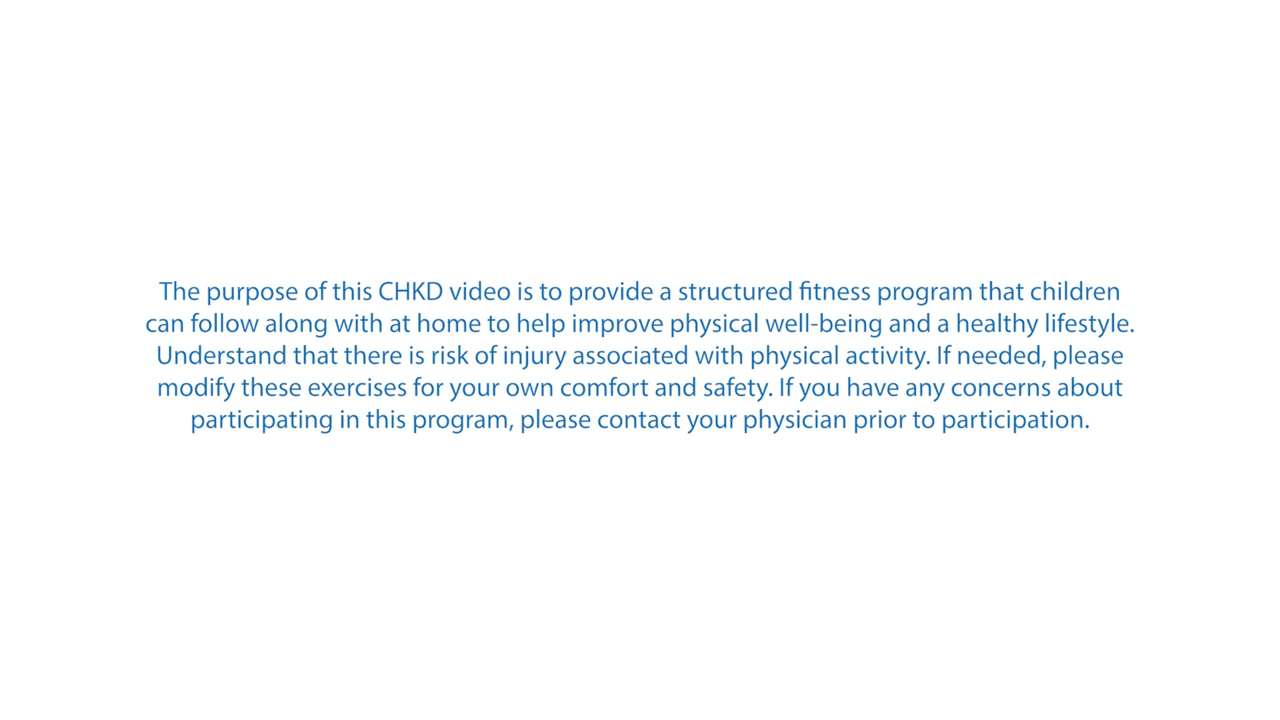 The purpose of this CHKD video is to provide a structured fitness program that children
can follow along with at home to help improve physical well-being and a healthy lifestyle.
Understand that there is risk of injury associated with physical activity. If needed, please
modify these exercises for your own comfort and safety. If you have any concerns about
participating in this program, please contact your physician prior to participation.